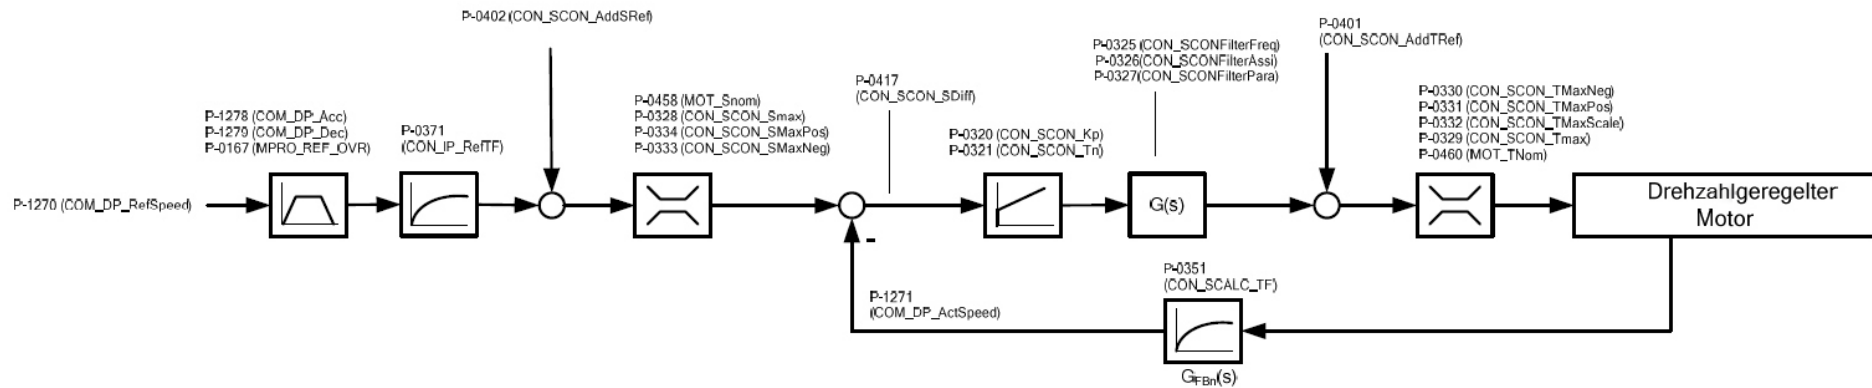 P-0402 (CON_SCON_AddSRef)
P-0401
(CON_SCON_AddTRef)
P-0325 (CON_SCONFilterFreq)
P-0326(CON_SCONFilterAssi)
P-0327(CON_SCONFilterPara)
P-0417
(CON_SCON_SDiff)
P-1278 (COM_DP_Acc)
P-1279 (COM_DP_Dec)
P-0167 (MPRO_REF_OVR)
P-0371
(CON_IP_RefTF)
P-0458 (MOT_Snom)
P-0328 (CON_SCON_Smax)
P-0334 (CON_SCON_SMaxPos)
P-0333 (CON_SCON_SMaxNeg)
P-0320 (CON_SCON_Kp)
P-0321 (CON_SCON_Tn)
P-0330 (CON_SCON_TMaxNeg)
P-0331 (CON_SCON_TMaxPos)
P-0332 (CON_SCON_TMaxScale)
P-0329 (CON_SCON_Tmax)
P-0460 (MOT_TNom)
P-1270 (COM_DP_RefSpeed)
G(s)
Drehzahlgeregelter
Motor
-
P-0351
(CON_SCALC_TF)
P-1271
(COM_DP_ActSpeed)
GFBn(s)